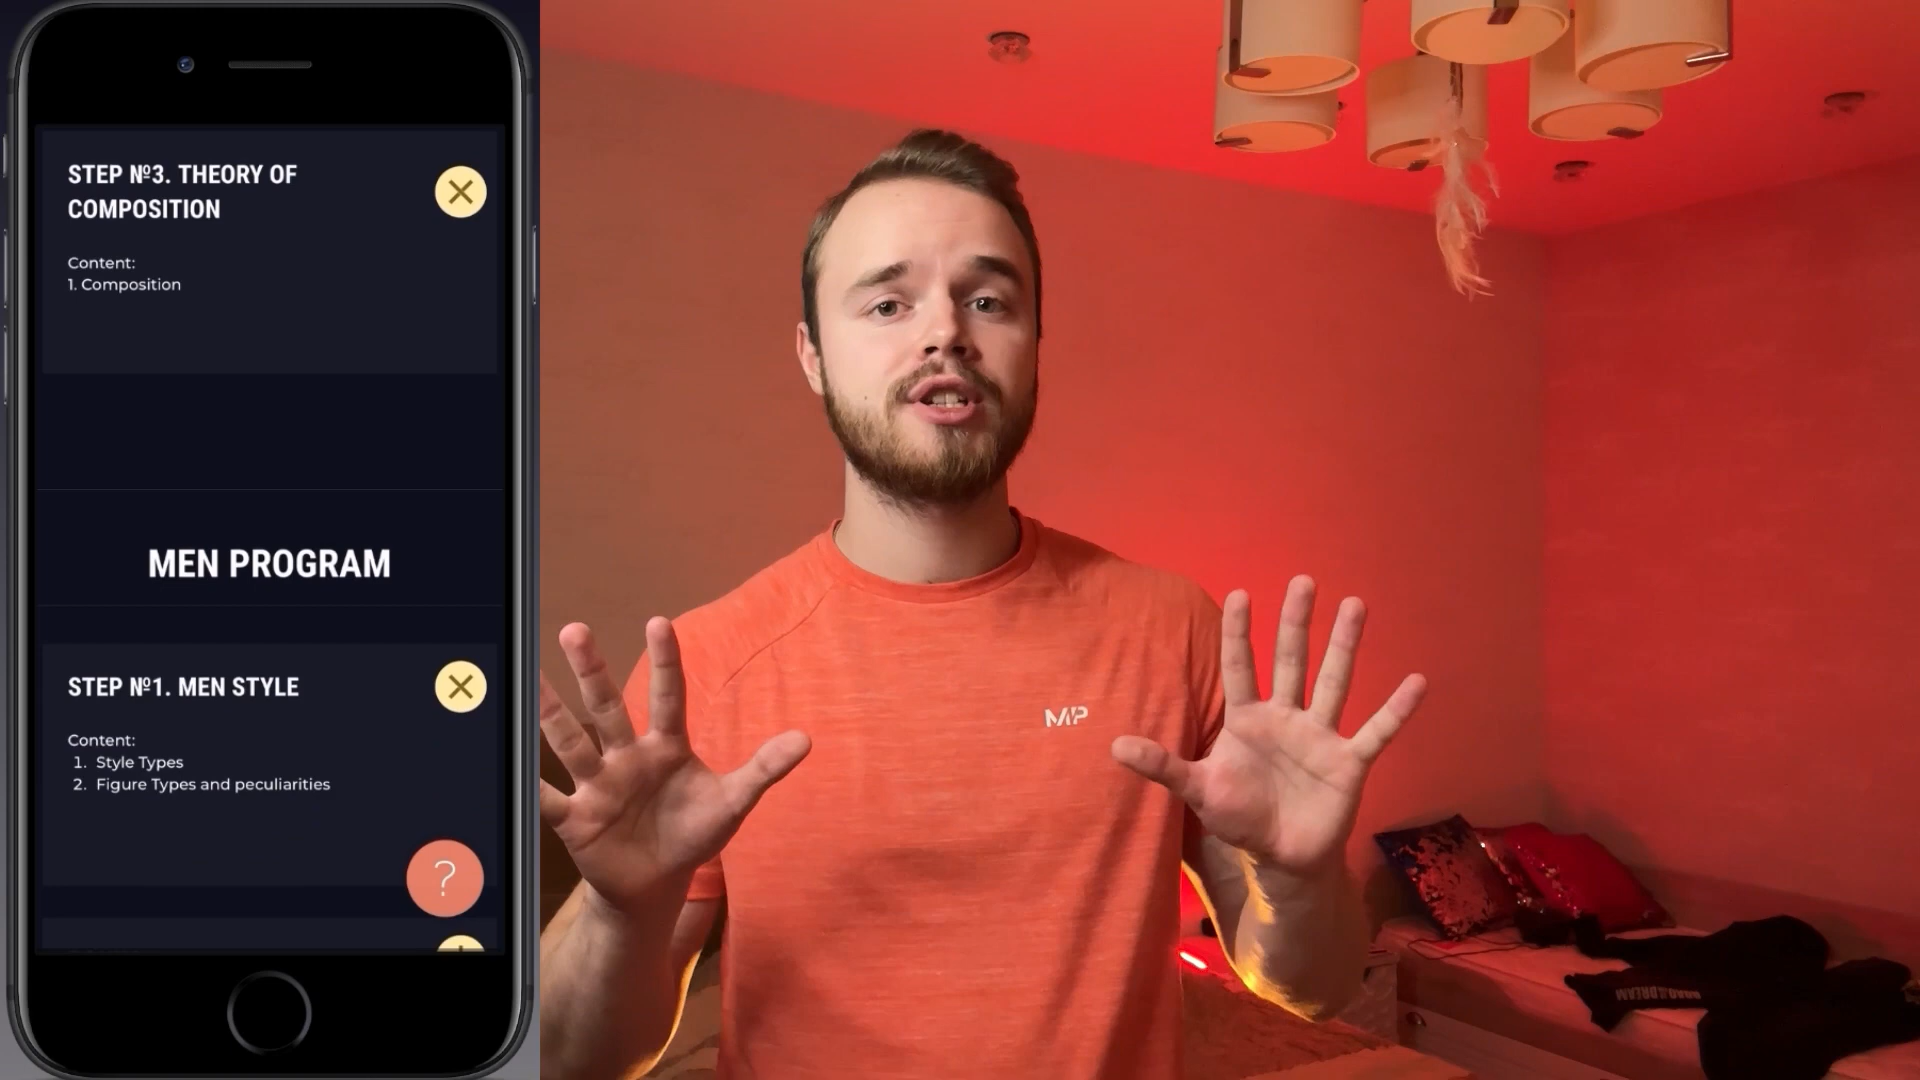 STEP №3. THEORY OF
COMPOSITION
Content:
1. Composition
MEN PROGRAM
STEP №1. MEN STYLE
Content:
1. Style Types
2. Figure Types and peculiarities
?
MP